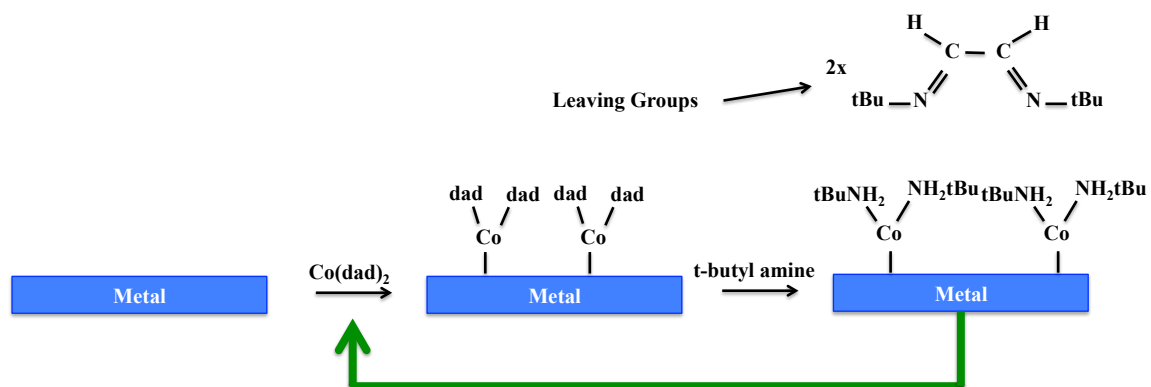 H H
C C
2x
Leaving Groups
tBu N N tBu
dad dad dad dad
tBuNH₂ NH₂tBu tBuNH₂ NH₂tBu
Co Co Co Co
Co(dad)₂ t-butyl amine
Metal Metal Metal